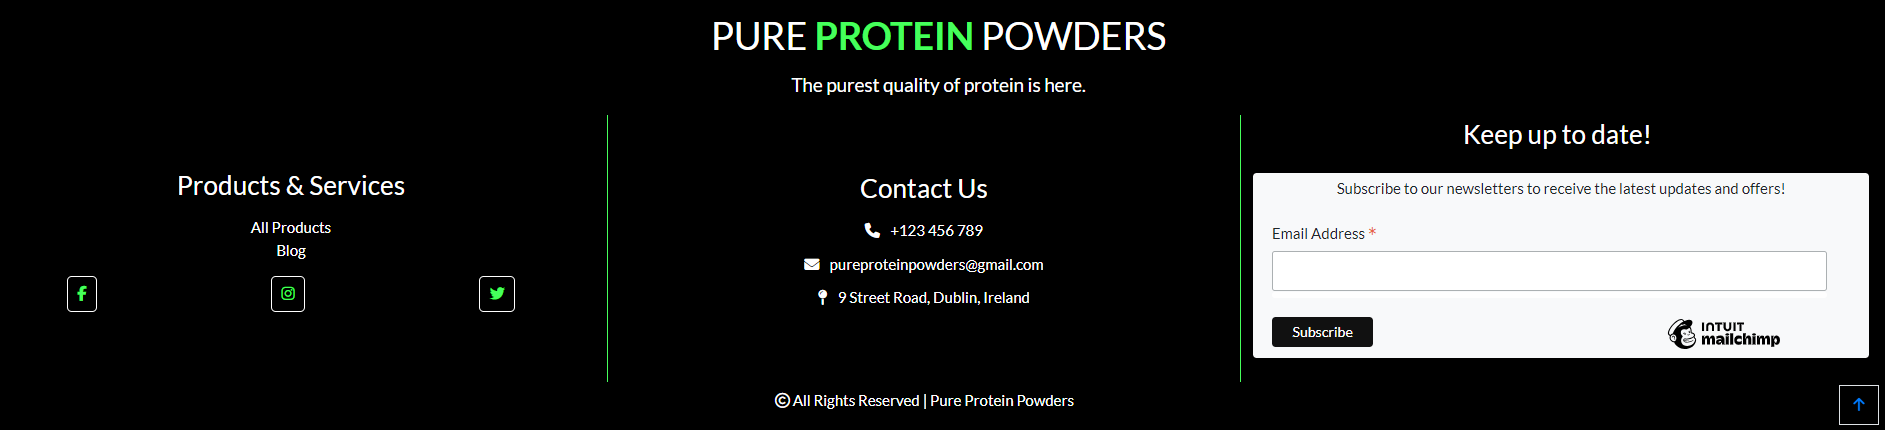 PURE PROTEIN POWDERS
The purest quality of protein is here.
Products & Services
All Products
Blog
Contact Us
+123 456 789
pureproteinpowders@gmail.com
9 Street Road, Dublin, Ireland
Keep up to date!
Subscribe to our newsletters to receive the latest updates and offers!
Email Address *
Subscribe
INTUIT
mailchimp
© All Rights Reserved | Pure Protein Powders